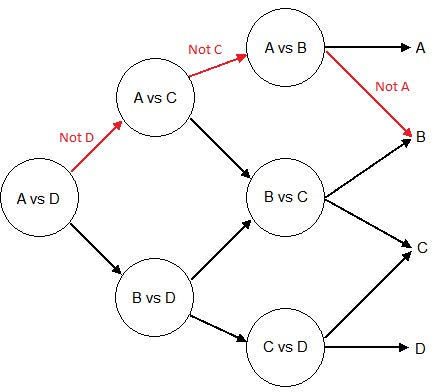 Not C
A vs B
A
Not A
A vs C
Not D
B
A vs D
B vs C
C
B vs D
C vs D
D